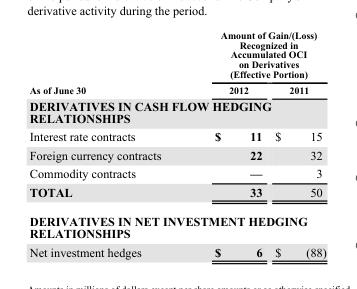 derivative activity during the period.
Amount of Gain/(Loss)
Recognized in
Accumulated OCI
on Derivatives
(Effective Portion)
As of June 30 2012 2011
DERIVATIVES IN CASH FLOW HEDGING
RELATIONSHIPS
Interest rate contracts $ 11 $ 15
Foreign currency contracts 22 32
Commodity contracts — 3
TOTAL 33 50
DERIVATIVES IN NET INVESTMENT HEDGING
RELATIONSHIPS
Net investment hedges $ 6 $ (88)